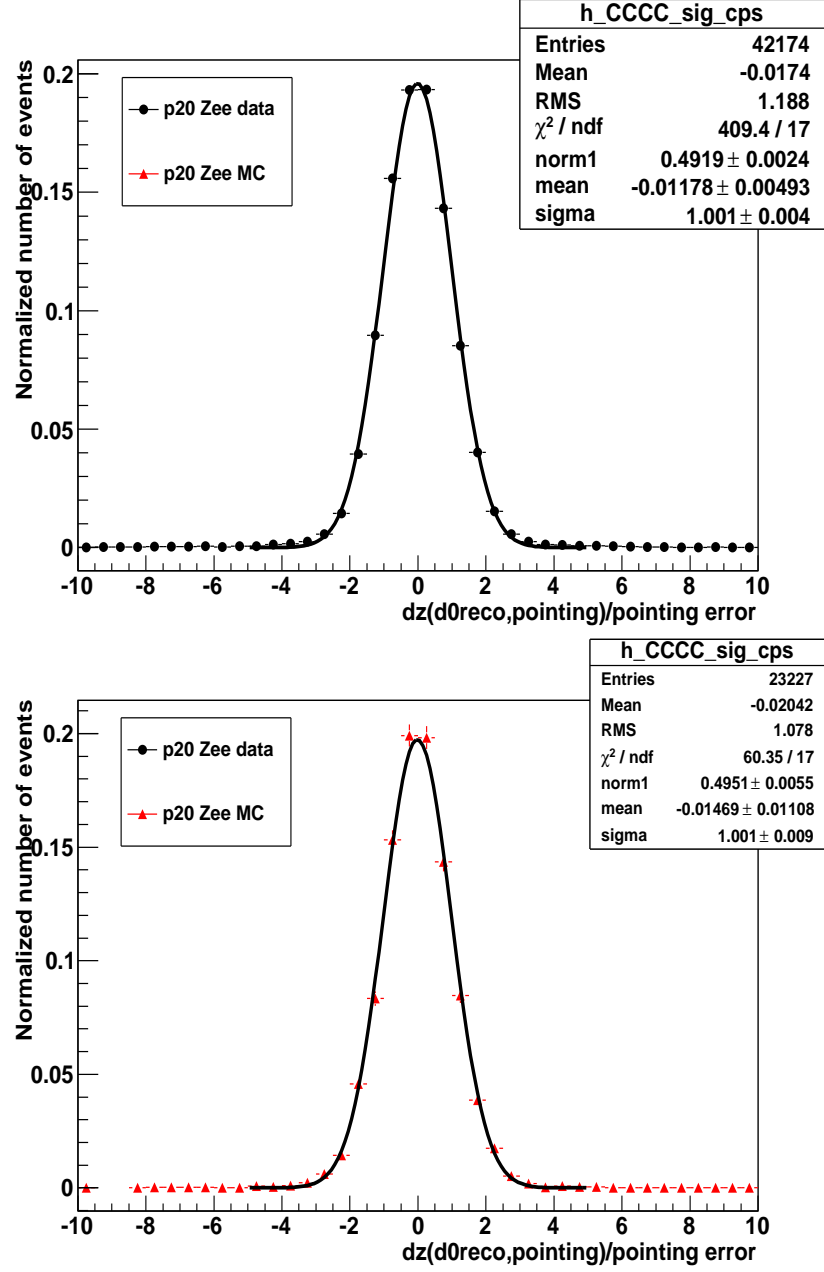 h_CCCC_sig_cps
Entries 42174
Mean -0.0174
RMS 1.188
χ² / ndf 409.4 / 17
norm1 0.4919 ± 0.0024
mean -0.01178 ± 0.00493
sigma 1.001 ± 0.004
p20 Zee data
p20 Zee MC
Normalized number of events
0.2
0.15
0.1
0.05
0
-10 -8 -6 -4 -2 0 2 4 6 8 10
dz(d0reco,pointing)/pointing error
h_CCCC_sig_cps
Entries 23227
Mean -0.02042
RMS 1.078
χ² / ndf 60.35 / 17
norm1 0.4951 ± 0.0055
mean -0.01469 ± 0.01108
sigma 1.001 ± 0.009
p20 Zee data
p20 Zee MC
Normalized number of events
0.2
0.15
0.1
0.05
0
-10 -8 -6 -4 -2 0 2 4 6 8 10
dz(d0reco,pointing)/pointing error